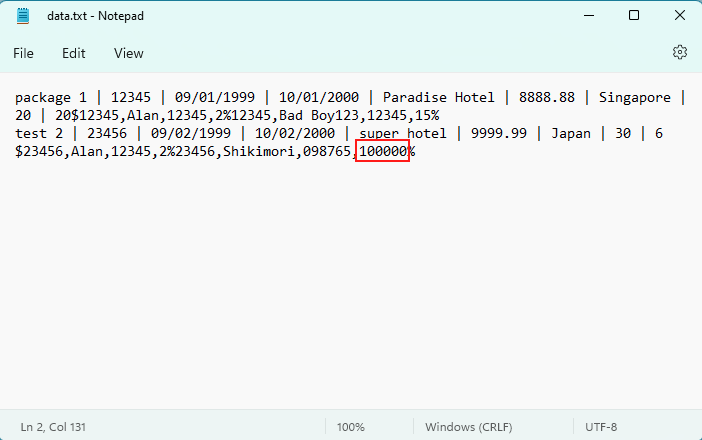 data.txt - Notepad
File Edit View
package 1 | 12345 | 09/01/1999 | 10/01/2000 | Paradise Hotel | 8888.88 | Singapore |
20 | 20$12345,Alan,12345,2%12345,Bad Boy123,12345,15%
test 2 | 23456 | 09/02/1999 | 10/02/2000 | super hotel | 9999.99 | Japan | 30 | 6
$23456,Alan,12345,2%23456,Shikimori,098765,100000%
Ln 2, Col 131 100% Windows (CRLF) UTF-8